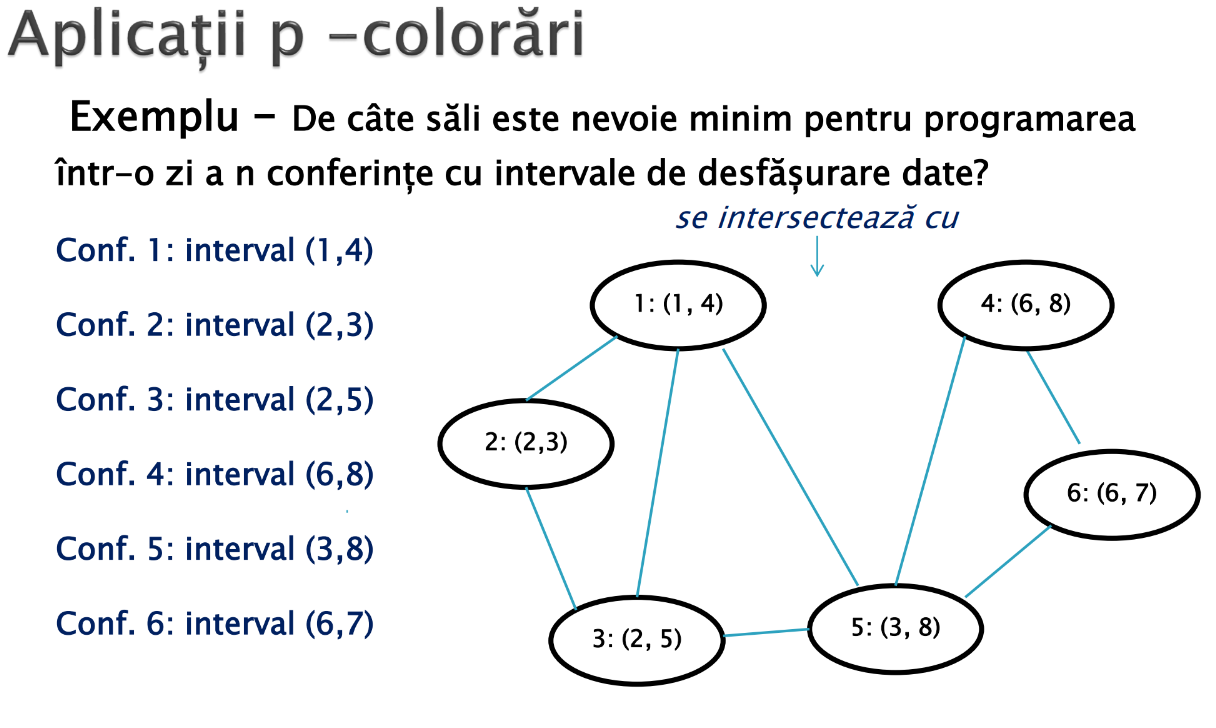 Aplicații p -colorări
Exemplu - De câte săli este nevoie minim pentru programarea
într-o zi a n conferințe cu intervale de desfășurare date?
se intersectează cu
Conf. 1: interval (1,4)
Conf. 2: interval (2,3)
Conf. 3: interval (2,5)
Conf. 4: interval (6,8)
Conf. 5: interval (3,8)
Conf. 6: interval (6,7)
1: (1, 4)
4: (6, 8)
2: (2,3)
6: (6, 7)
3: (2, 5)
5: (3, 8)